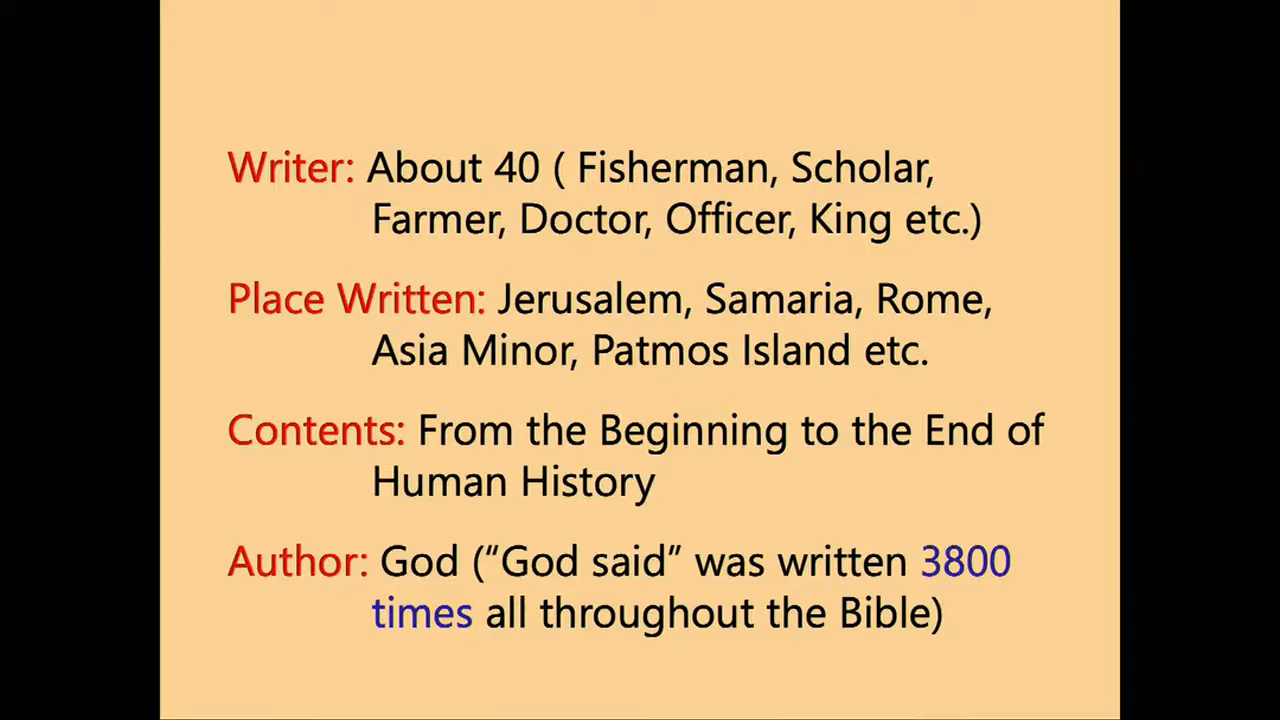 Writer: About 40 ( Fisherman, Scholar,
Farmer, Doctor, Officer, King etc.)
Place Written: Jerusalem, Samaria, Rome,
Asia Minor, Patmos Island etc.
Contents: From the Beginning to the End of
Human History
Author: God (“God said” was written 3800
times all throughout the Bible)